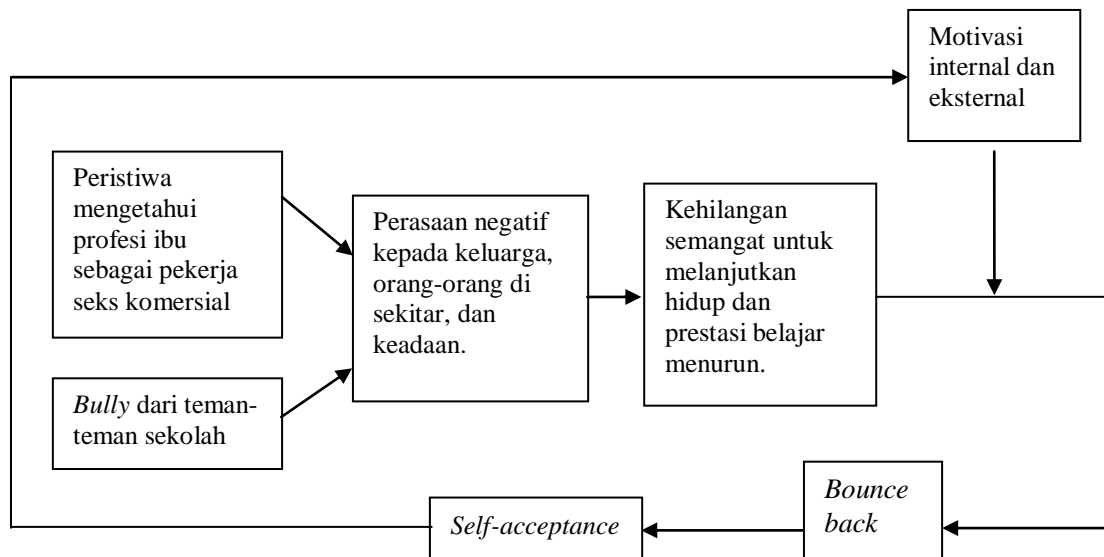 Motivasi
internal dan
eksternal
Peristiwa
mengetahui
profesi ibu
sebagai pekerja
seks komersial
Perasaan negatif
kepada keluarga,
orang-orang di
sekitar, dan
keadaan.
Kehilangan
semangat untuk
melanjutkan
hidup dan
prestasi belajar
menurun.
Bully dari teman-
teman sekolah
Bounce
back
Self-acceptance